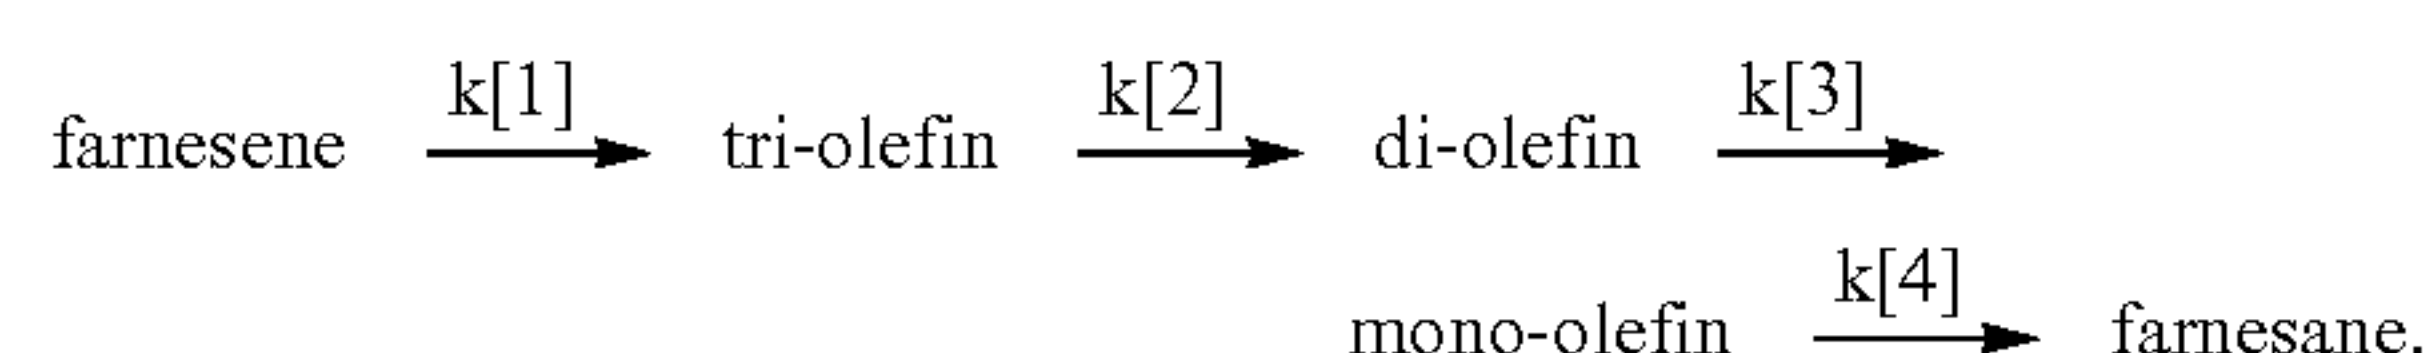 k[1] k[2] k[3]
farnesene tri-olefin di-olefin
k[4]
mono-olefin farnesane.